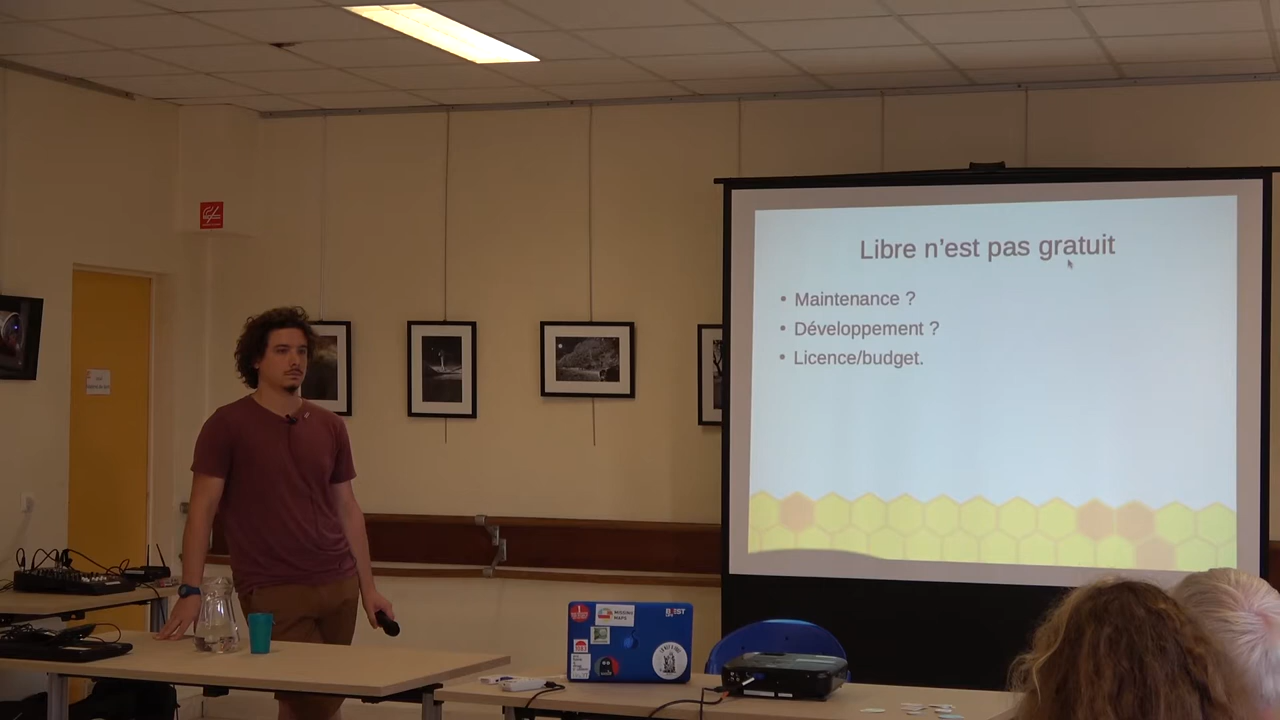 Libre n'est pas gratuit
• Maintenance ?
• Développement ?
• Licence/budget.
MISSING
MAPS